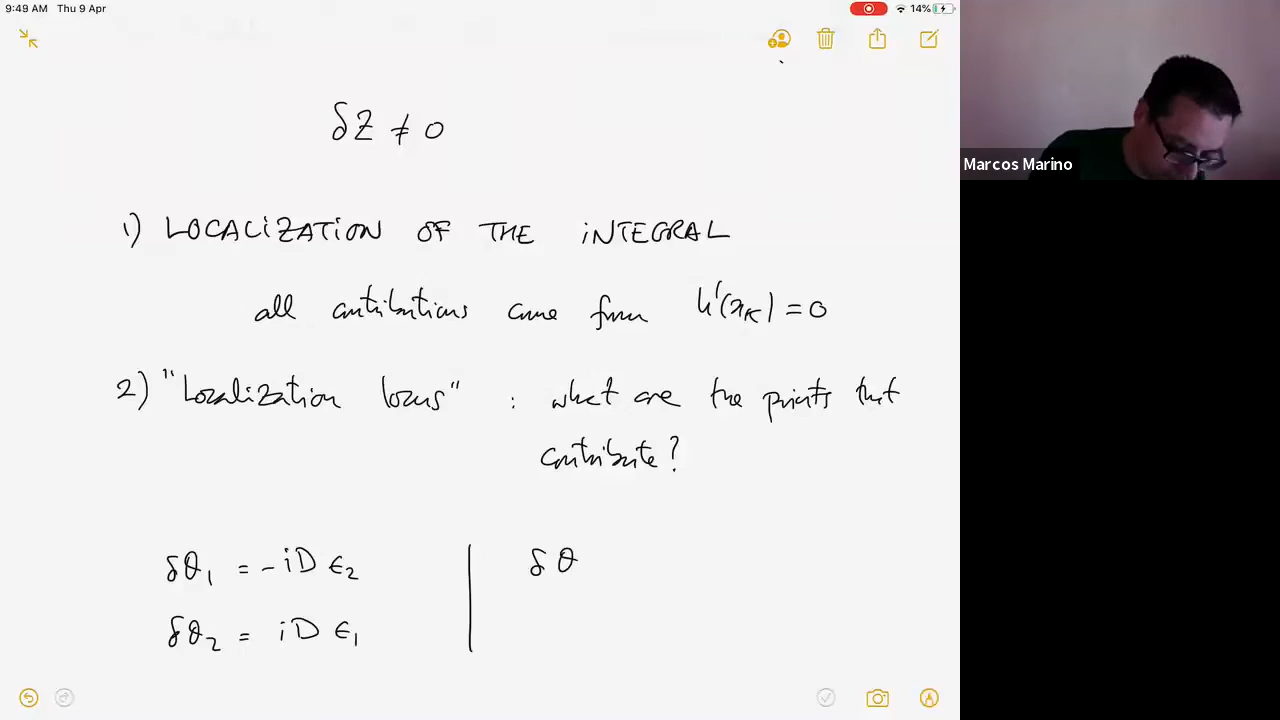 9:49 AM Thu 9 Apr
14%
δZ ≠ 0
1) LOCALIZATION OF THE INTEGRAL
all contributions come from h'(x_k) = 0
2) "Localization locus" : what are the points that
contribute?
δθ₁ = -iD ε₂
δθ
δθ₂ = iD ε₁
Marcos Marino